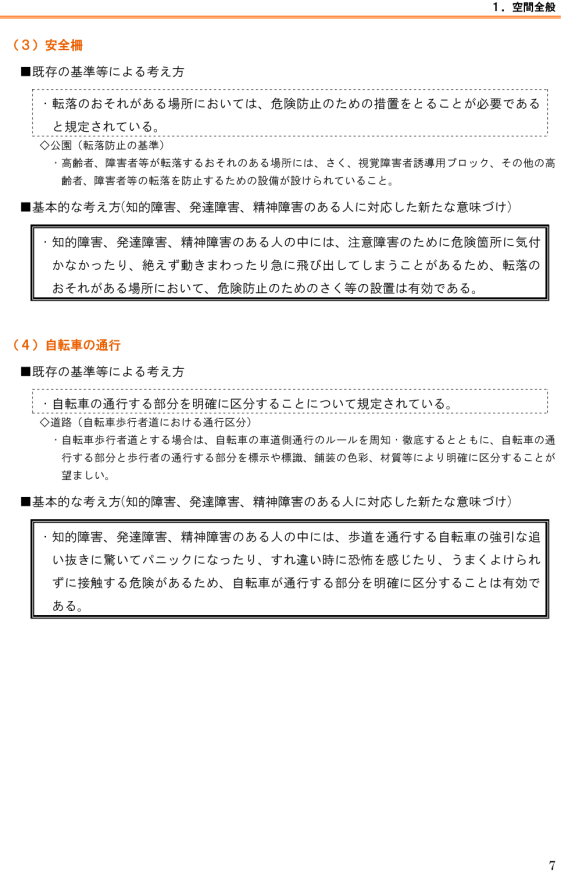 １．空間全般
（３）安全柵
■既存の基準等による考え方
・転落のおそれがある場所においては、危険防止のための措置をとることが必要である
と規定されている。
◇公園（転落防止の基準）
・高齢者、障害者等が転落するおそれのある場所には、さく、視覚障害者誘導用ブロック、その他の高
齢者、障害者等の転落を防止するための設備が設けられていること。
■基本的な考え方(知的障害、発達障害、精神障害のある人に対応した新たな意味づけ)
・知的障害、発達障害、精神障害のある人の中には、注意障害のために危険箇所に気付
かなかったり、絶えず動きまわったり急に飛び出してしまうことがあるため、転落の
おそれがある場所において、危険防止のためのさく等の設置は有効である。
（４）自転車の通行
■既存の基準等による考え方
・自転車の通行する部分を明確に区分することについて規定されている。
◇道路（自転車歩行者道における通行区分）
・自転車歩行者道とする場合は、自転車の車道側通行のルールを周知・徹底するとともに、自転車の通
行する部分と歩行者の通行する部分を標示や標識、舗装の色彩、材質等により明確に区分することが
望ましい。
■基本的な考え方(知的障害、発達障害、精神障害のある人に対応した新たな意味づけ)
・知的障害、発達障害、精神障害のある人の中には、歩道を通行する自転車の強引な追
い抜きに驚いてパニックになったり、すれ違い時に恐怖を感じたり、うまくよけられ
ずに接触する危険があるため、自転車が通行する部分を明確に区分することは有効で
ある。
7